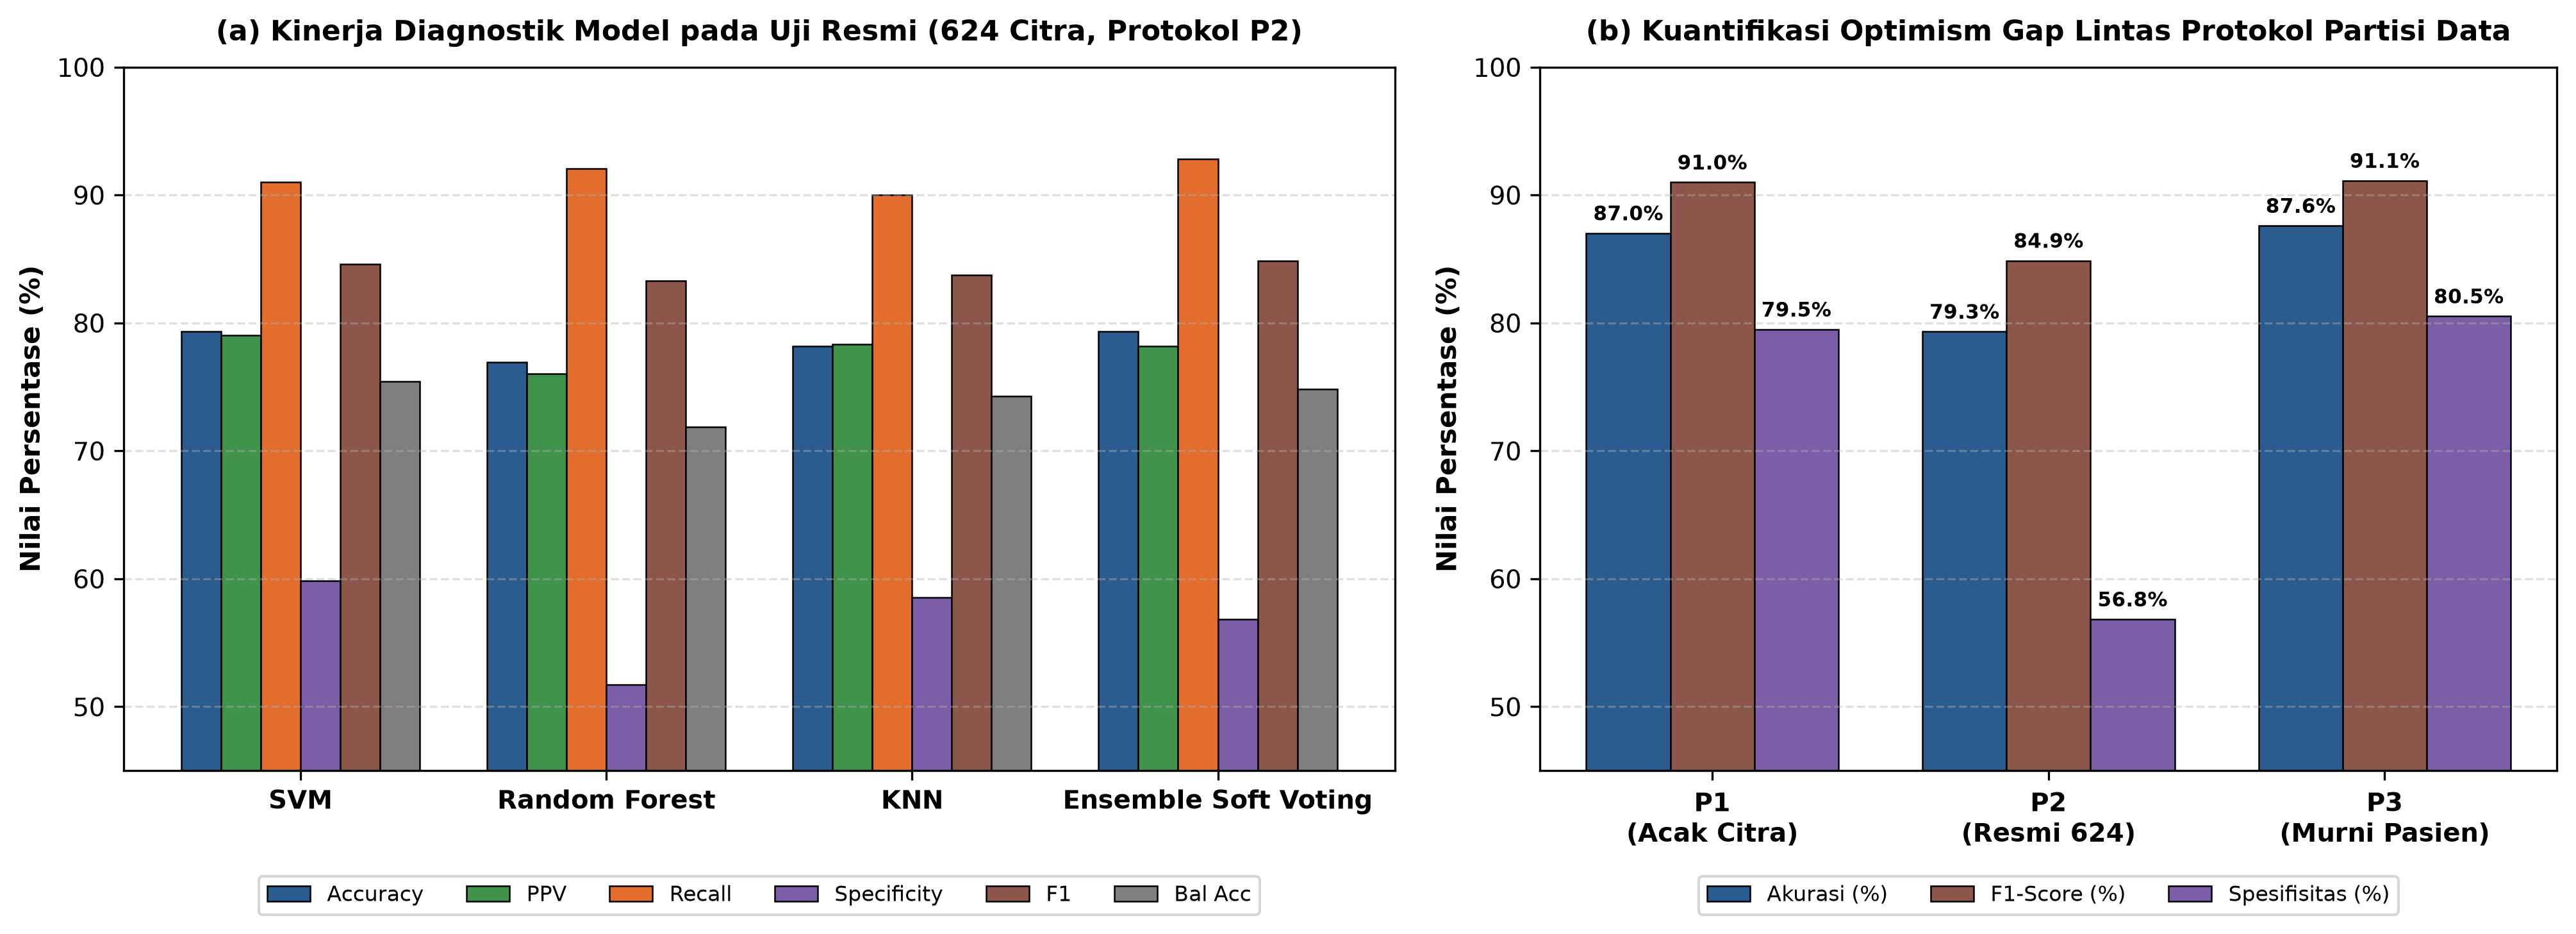 (a) Kinerja Diagnostik Model pada Uji Resmi (624 Citra, Protokol P2)
Nilai Persentase (%)
100
90
80
70
60
50
SVM
Random Forest
KNN
Ensemble Soft Voting
Accuracy
PPV
Recall
Specificity
F1
Bal Acc
(b) Kuantifikasi Optimism Gap Lintas Protokol Partisi Data
Nilai Persentase (%)
100
90
80
70
60
50
87.0%
91.0%
79.5%
79.3%
84.9%
56.8%
87.6%
91.1%
80.5%
P1
(Acak Citra)
P2
(Resmi 624)
P3
(Murni Pasien)
Akurasi (%)
F1-Score (%)
Spesifisitas (%)